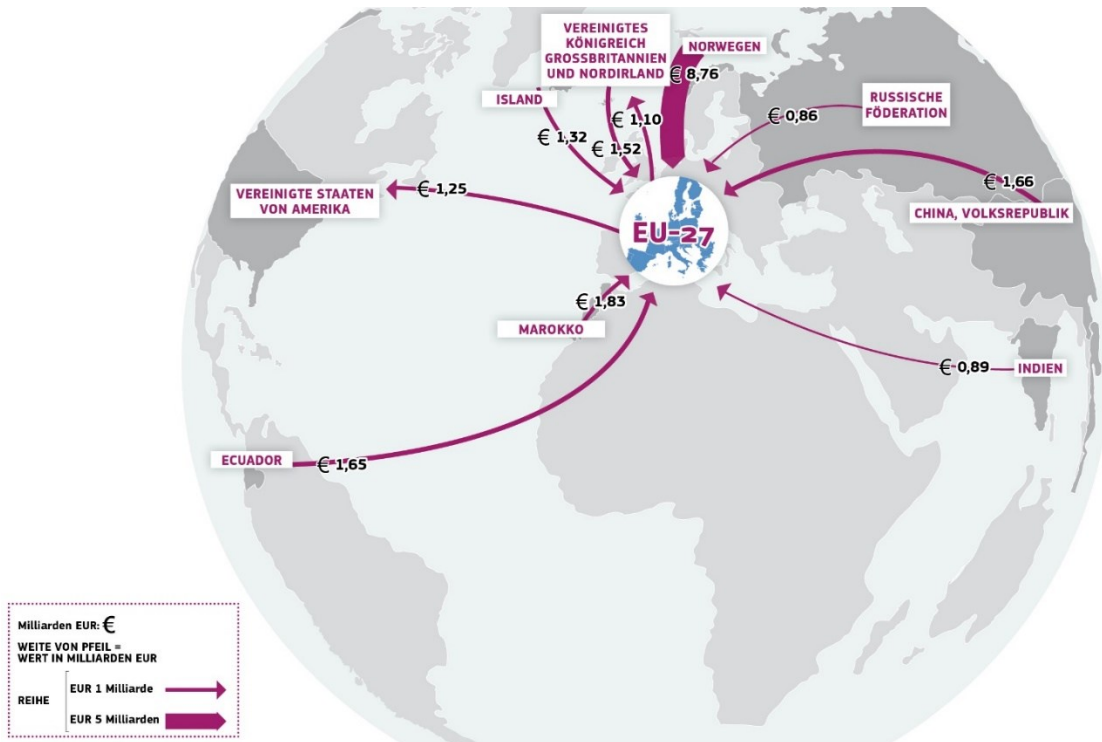 VEREINIGTES
KÖNIGREICH
GROSSBRITANNIEN
UND NORDIRLAND
NORWEGEN
€ 8,76
ISLAND
€ 1,32
€ 1,52
€ 1,10
€ 0,86
RUSSISCHE
FÖDERATION
VEREINIGTE STAATEN
VON AMERIKA
€ 1,25
€ 1,66
CHINA, VOLKSREPUBLIK
EU-27
€ 1,83
MAROKKO
€ 0,89
INDIEN
ECUADOR
€ 1,65
Milliarden EUR: €
WEITE VON PFEIL =
WERT IN MILLIARDEN EUR
REIHE
EUR 1 Milliarde
EUR 5 Milliarden